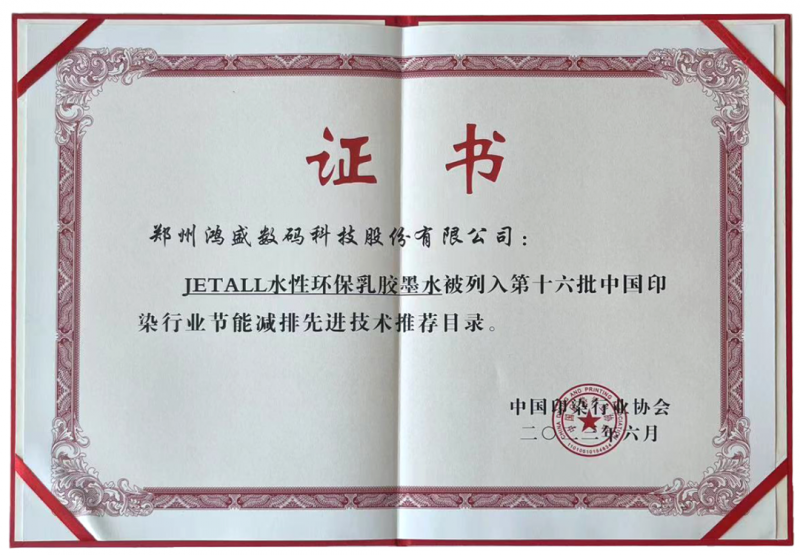 证 书
郑州鸿盛数码科技股份有限公司：
JETALL水性环保乳胶墨水被列入第十六批中国印
染行业节能减排先进技术推荐目录。
中国印染行业协会
二〇二二年六月